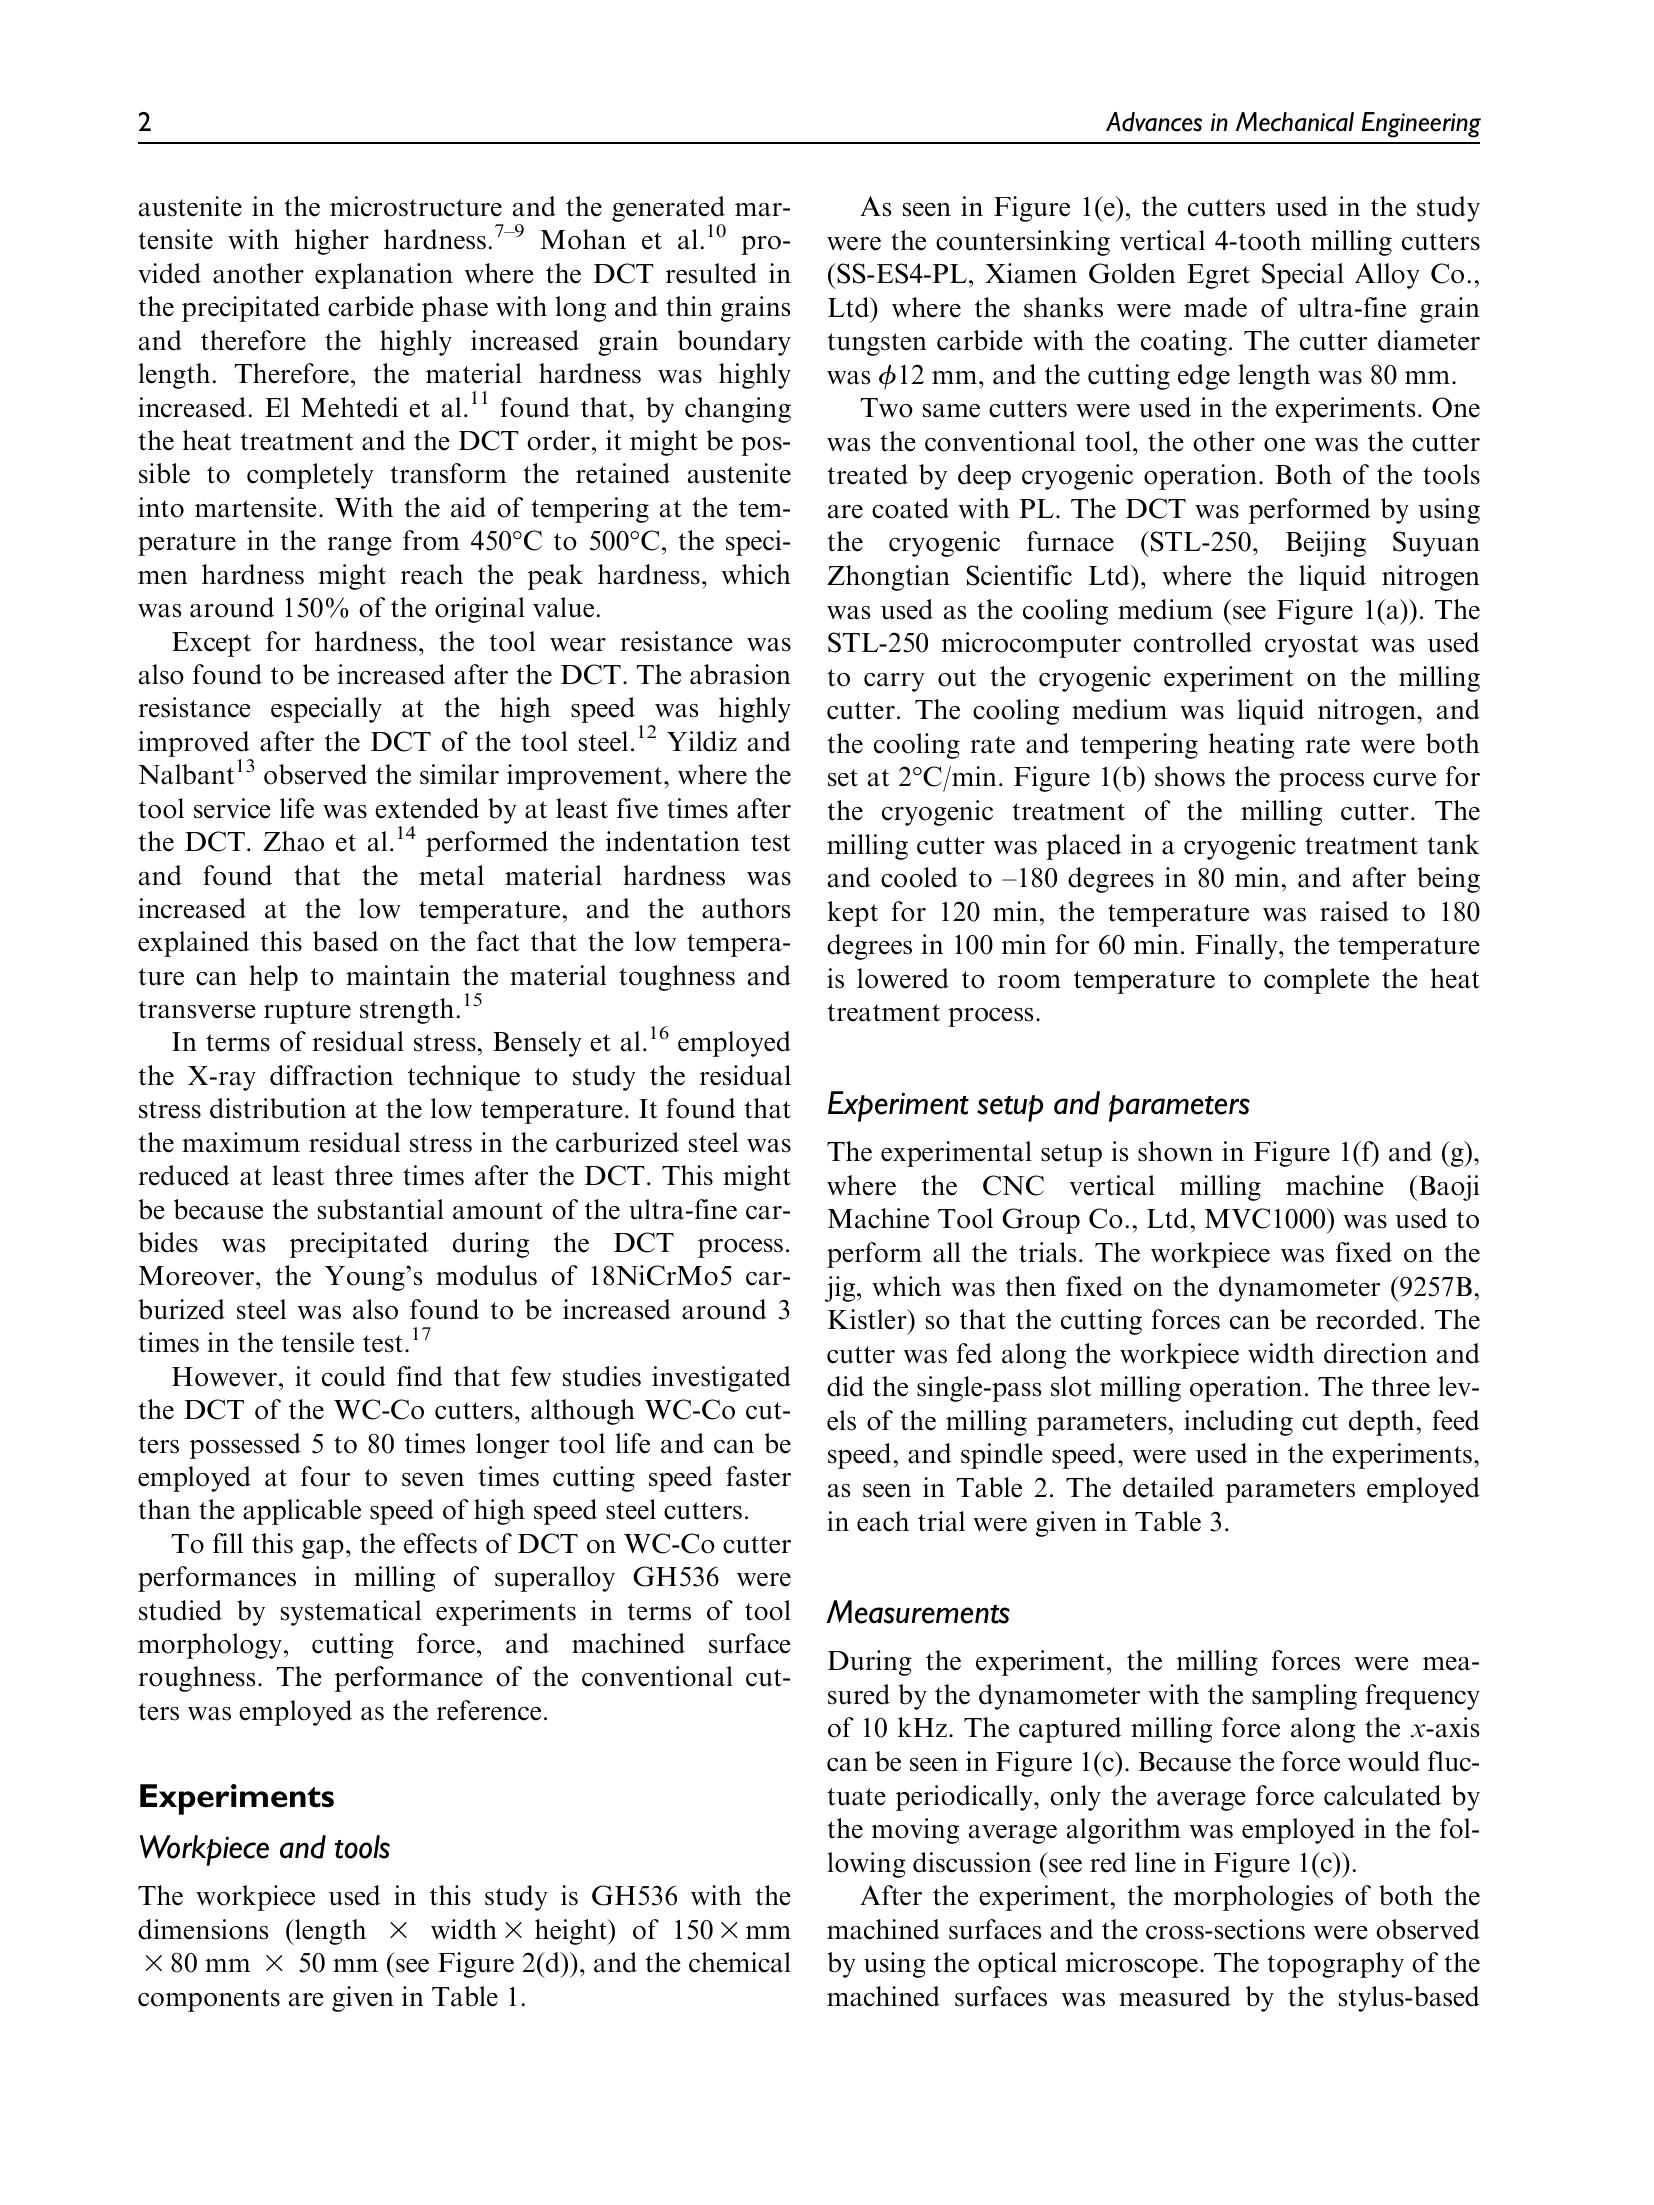 2
Advances in Mechanical Engineering
austenite in the microstructure and the generated mar-
tensite with higher hardness.7–9 Mohan et al.10 pro-
vided another explanation where the DCT resulted in
the precipitated carbide phase with long and thin grains
and therefore the highly increased grain boundary
length. Therefore, the material hardness was highly
increased. El Mehtedi et al.11 found that, by changing
the heat treatment and the DCT order, it might be pos-
sible to completely transform the retained austenite
into martensite. With the aid of tempering at the tem-
perature in the range from 450°C to 500°C, the speci-
men hardness might reach the peak hardness, which
was around 150% of the original value.
Except for hardness, the tool wear resistance was
also found to be increased after the DCT. The abrasion
resistance especially at the high speed was highly
improved after the DCT of the tool steel.12 Yildiz and
Nalbant13 observed the similar improvement, where the
tool service life was extended by at least five times after
the DCT. Zhao et al.14 performed the indentation test
and found that the metal material hardness was
increased at the low temperature, and the authors
explained this based on the fact that the low tempera-
ture can help to maintain the material toughness and
transverse rupture strength.15
In terms of residual stress, Bensely et al.16 employed
the X-ray diffraction technique to study the residual
stress distribution at the low temperature. It found that
the maximum residual stress in the carburized steel was
reduced at least three times after the DCT. This might
be because the substantial amount of the ultra-fine car-
bides was precipitated during the DCT process.
Moreover, the Young's modulus of 18NiCrMo5 car-
burized steel was also found to be increased around 3
times in the tensile test.17
However, it could find that few studies investigated
the DCT of the WC-Co cutters, although WC-Co cut-
ters possessed 5 to 80 times longer tool life and can be
employed at four to seven times cutting speed faster
than the applicable speed of high speed steel cutters.
To fill this gap, the effects of DCT on WC-Co cutter
performances in milling of superalloy GH536 were
studied by systematical experiments in terms of tool
morphology, cutting force, and machined surface
roughness. The performance of the conventional cut-
ters was employed as the reference.
Experiments
Workpiece and tools
The workpiece used in this study is GH536 with the
dimensions (length × width × height) of 150 × mm
× 80 mm × 50 mm (see Figure 2(d)), and the chemical
components are given in Table 1.
As seen in Figure 1(e), the cutters used in the study
were the countersinking vertical 4-tooth milling cutters
(SS-ES4-PL, Xiamen Golden Egret Special Alloy Co.,
Ltd) where the shanks were made of ultra-fine grain
tungsten carbide with the coating. The cutter diameter
was ϕ12 mm, and the cutting edge length was 80 mm.
Two same cutters were used in the experiments. One
was the conventional tool, the other one was the cutter
treated by deep cryogenic operation. Both of the tools
are coated with PL. The DCT was performed by using
the cryogenic furnace (STL-250, Beijing Suyuan
Zhongtian Scientific Ltd), where the liquid nitrogen
was used as the cooling medium (see Figure 1(a)). The
STL-250 microcomputer controlled cryostat was used
to carry out the cryogenic experiment on the milling
cutter. The cooling medium was liquid nitrogen, and
the cooling rate and tempering heating rate were both
set at 2°C/min. Figure 1(b) shows the process curve for
the cryogenic treatment of the milling cutter. The
milling cutter was placed in a cryogenic treatment tank
and cooled to –180 degrees in 80 min, and after being
kept for 120 min, the temperature was raised to 180
degrees in 100 min for 60 min. Finally, the temperature
is lowered to room temperature to complete the heat
treatment process.
Experiment setup and parameters
The experimental setup is shown in Figure 1(f) and (g),
where the CNC vertical milling machine (Baoji
Machine Tool Group Co., Ltd, MVC1000) was used to
perform all the trials. The workpiece was fixed on the
jig, which was then fixed on the dynamometer (9257B,
Kistler) so that the cutting forces can be recorded. The
cutter was fed along the workpiece width direction and
did the single-pass slot milling operation. The three lev-
els of the milling parameters, including cut depth, feed
speed, and spindle speed, were used in the experiments,
as seen in Table 2. The detailed parameters employed
in each trial were given in Table 3.
Measurements
During the experiment, the milling forces were mea-
sured by the dynamometer with the sampling frequency
of 10 kHz. The captured milling force along the x-axis
can be seen in Figure 1(c). Because the force would fluc-
tuate periodically, only the average force calculated by
the moving average algorithm was employed in the fol-
lowing discussion (see red line in Figure 1(c)).
After the experiment, the morphologies of both the
machined surfaces and the cross-sections were observed
by using the optical microscope. The topography of the
machined surfaces was measured by the stylus-based